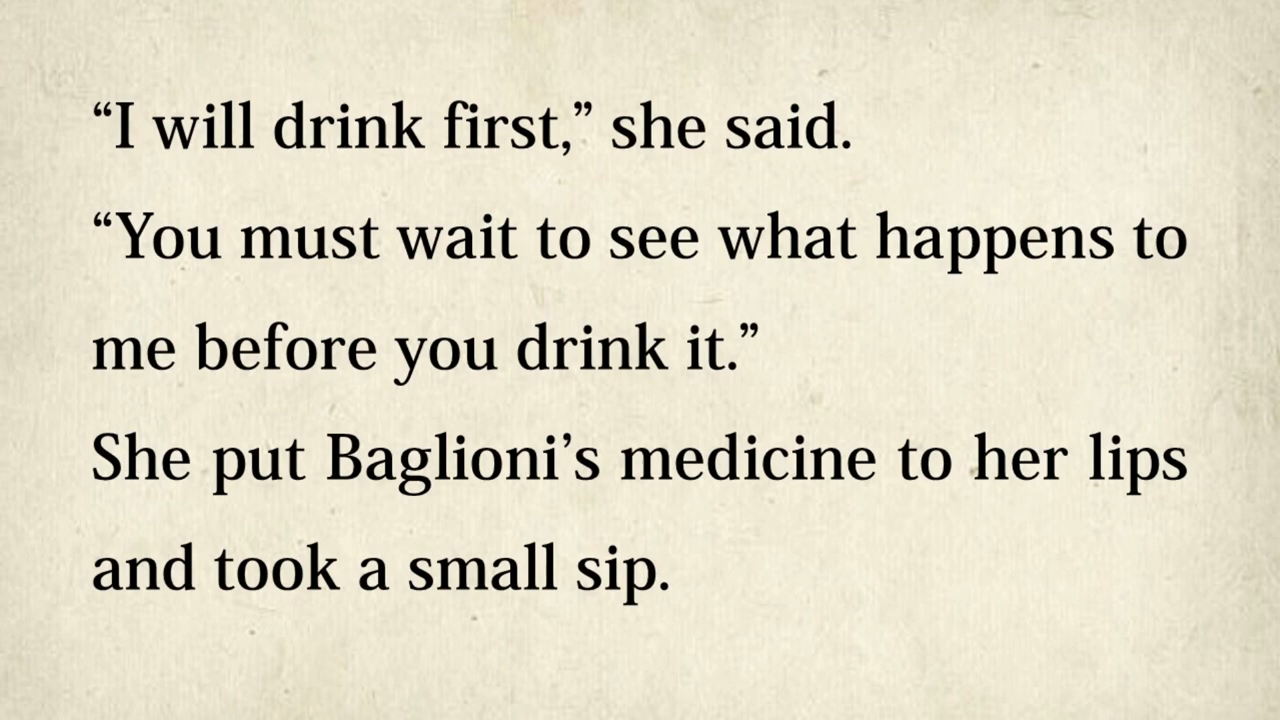 “I will drink first,” she said.
“You must wait to see what happens to
me before you drink it.”
She put Baglioni’s medicine to her lips
and took a small sip.